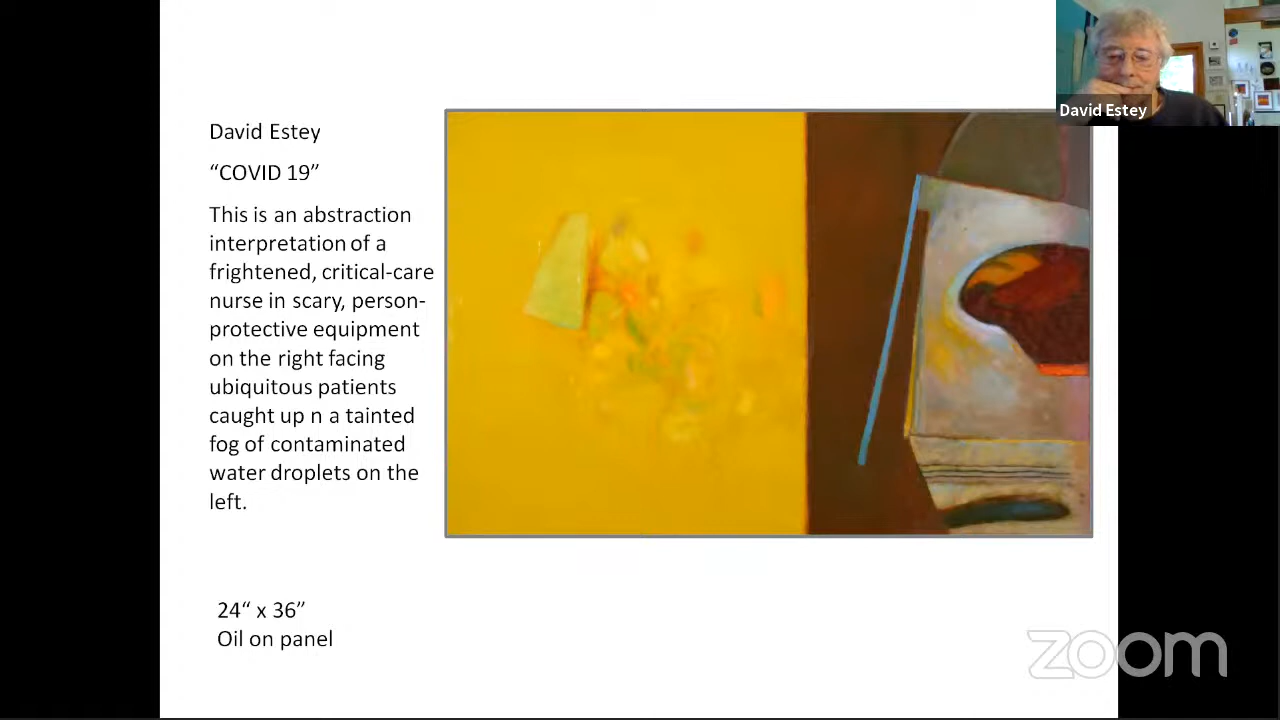 David Estey
David Estey
“COVID 19”
This is an abstraction
interpretation of a
frightened, critical-care
nurse in scary, person-
protective equipment
on the right facing
ubiquitous patients
caught up n a tainted
fog of contaminated
water droplets on the
left.
24“ x 36”
Oil on panel
zoom